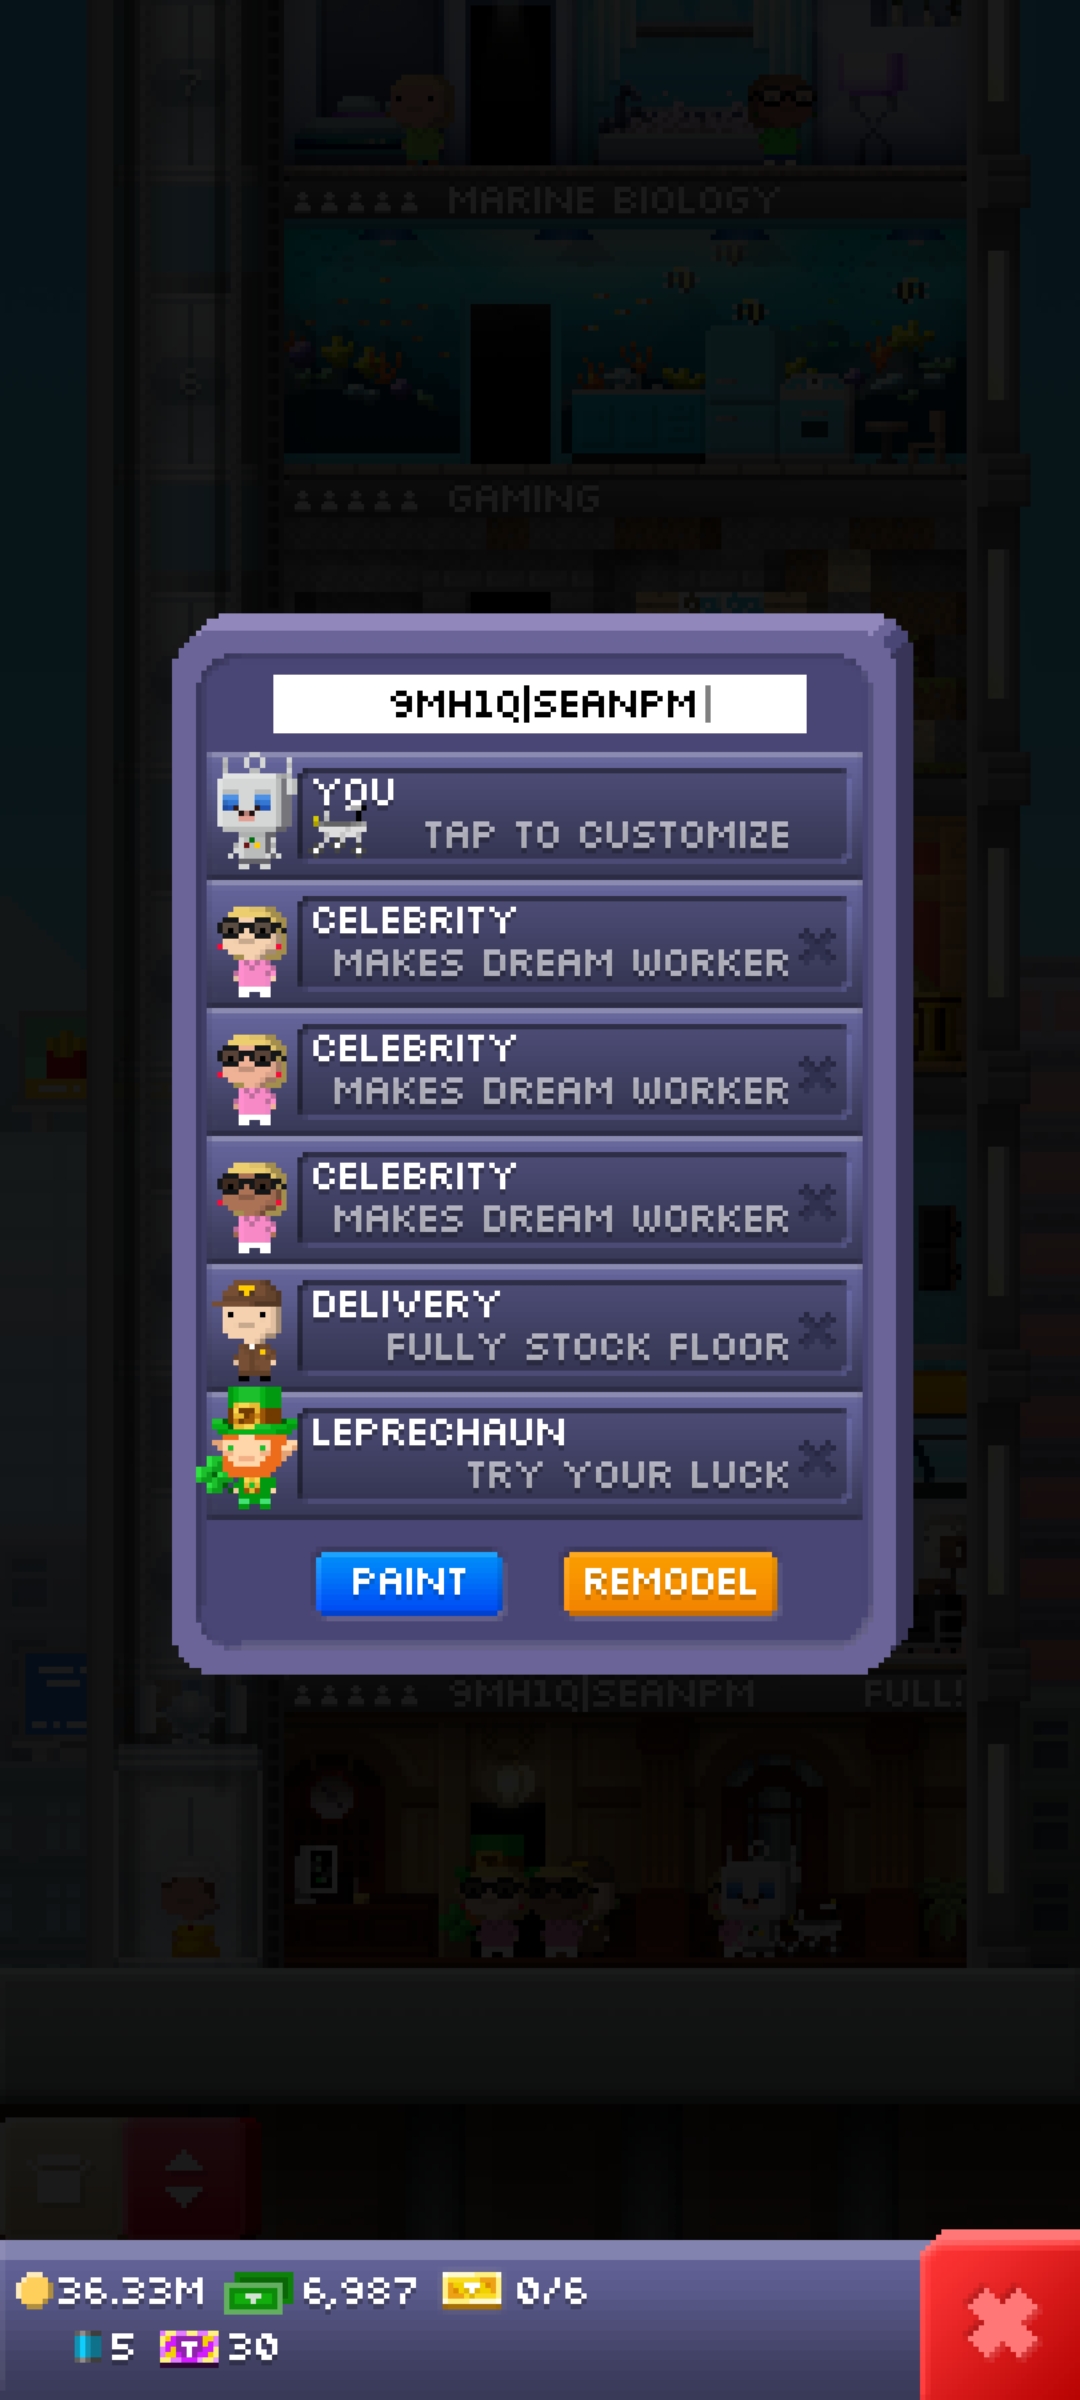 ?
MARINE BIOLOGY
6
GAMING
9MH1Q|SEANPM
YOU
TAP TO CUSTOMIZE
CELEBRITY
MAKES DREAM WORKER
CELEBRITY
MAKES DREAM WORKER
CELEBRITY
MAKES DREAM WORKER
DELIVERY
FULLY STOCK FLOOR
LEPRECHAUN
TRY YOUR LUCK
PAINT REMODEL
9MH1Q|SEANPM FULL!
36.33M 6,987 0/6
5 T 30